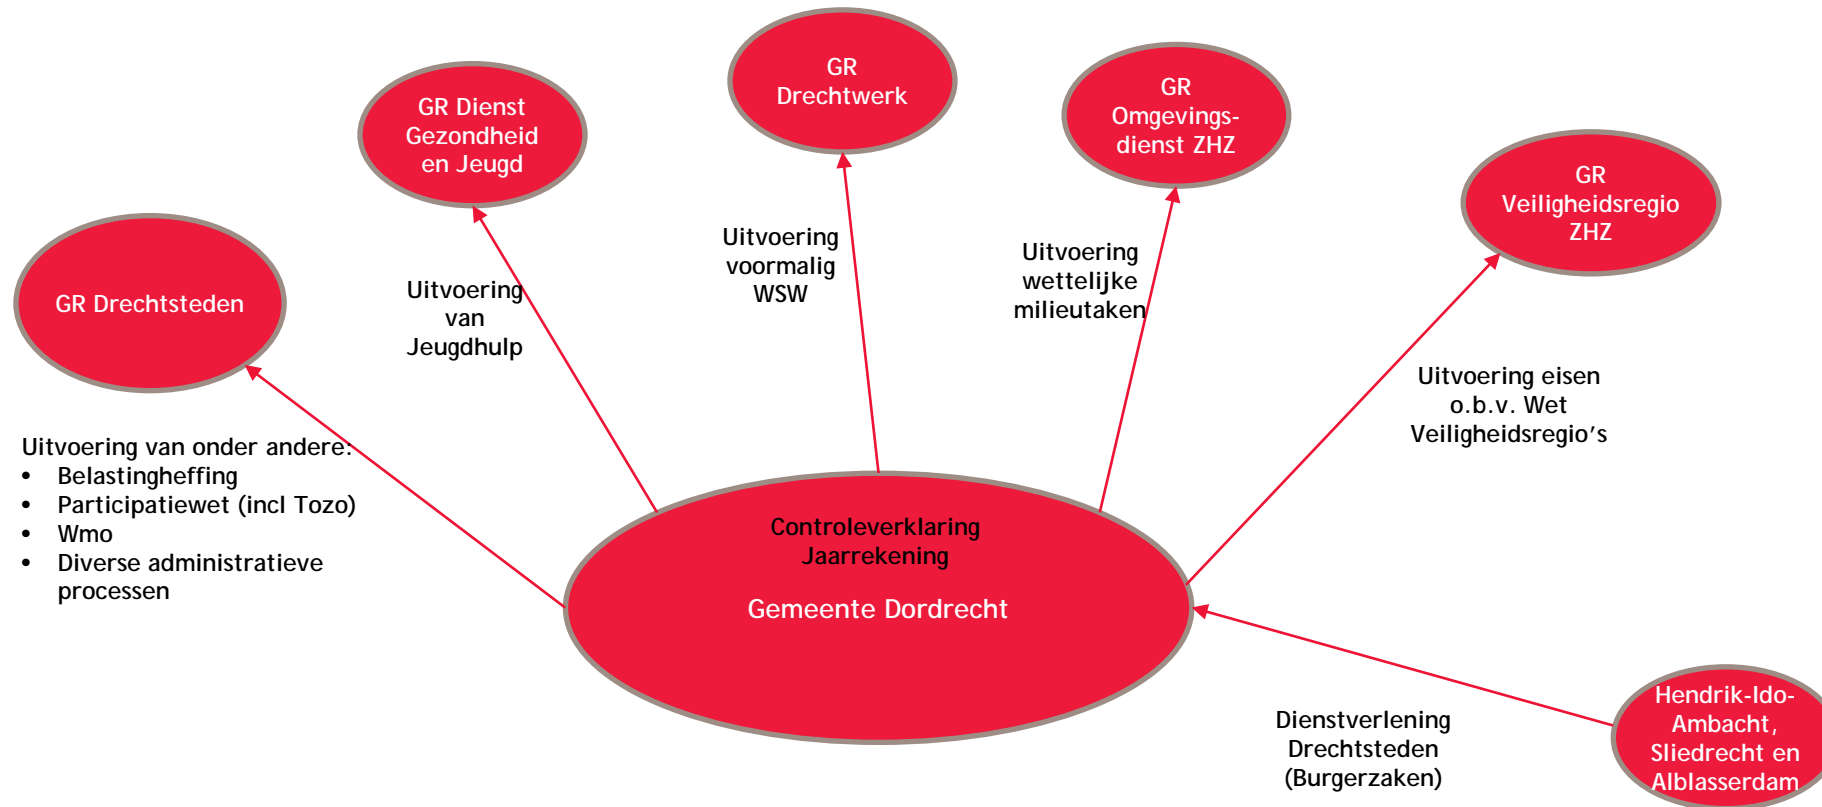 GR Drechtsteden
GR Dienst
Gezondheid
en Jeugd
GR
Drechtwerk
GR
Omgevings-
dienst ZHZ
GR
Veiligheidsregio
ZHZ
Uitvoering van onder andere:
• Belastingheffing
• Participatiewet (incl Tozo)
• Wmo
• Diverse administratieve
processen
Uitvoering
van
Jeugdhulp
Uitvoering
voormalig
WSW
Uitvoering
wettelijke
milieutaken
Uitvoering eisen
o.b.v. Wet
Veiligheidsregio's
Controleverklaring
Jaarrekening
Gemeente Dordrecht
Dienstverlening
Drechtsteden
(Burgerzaken)
Hendrik-Ido-
Ambacht,
Sliedrecht en
Alblasserdam